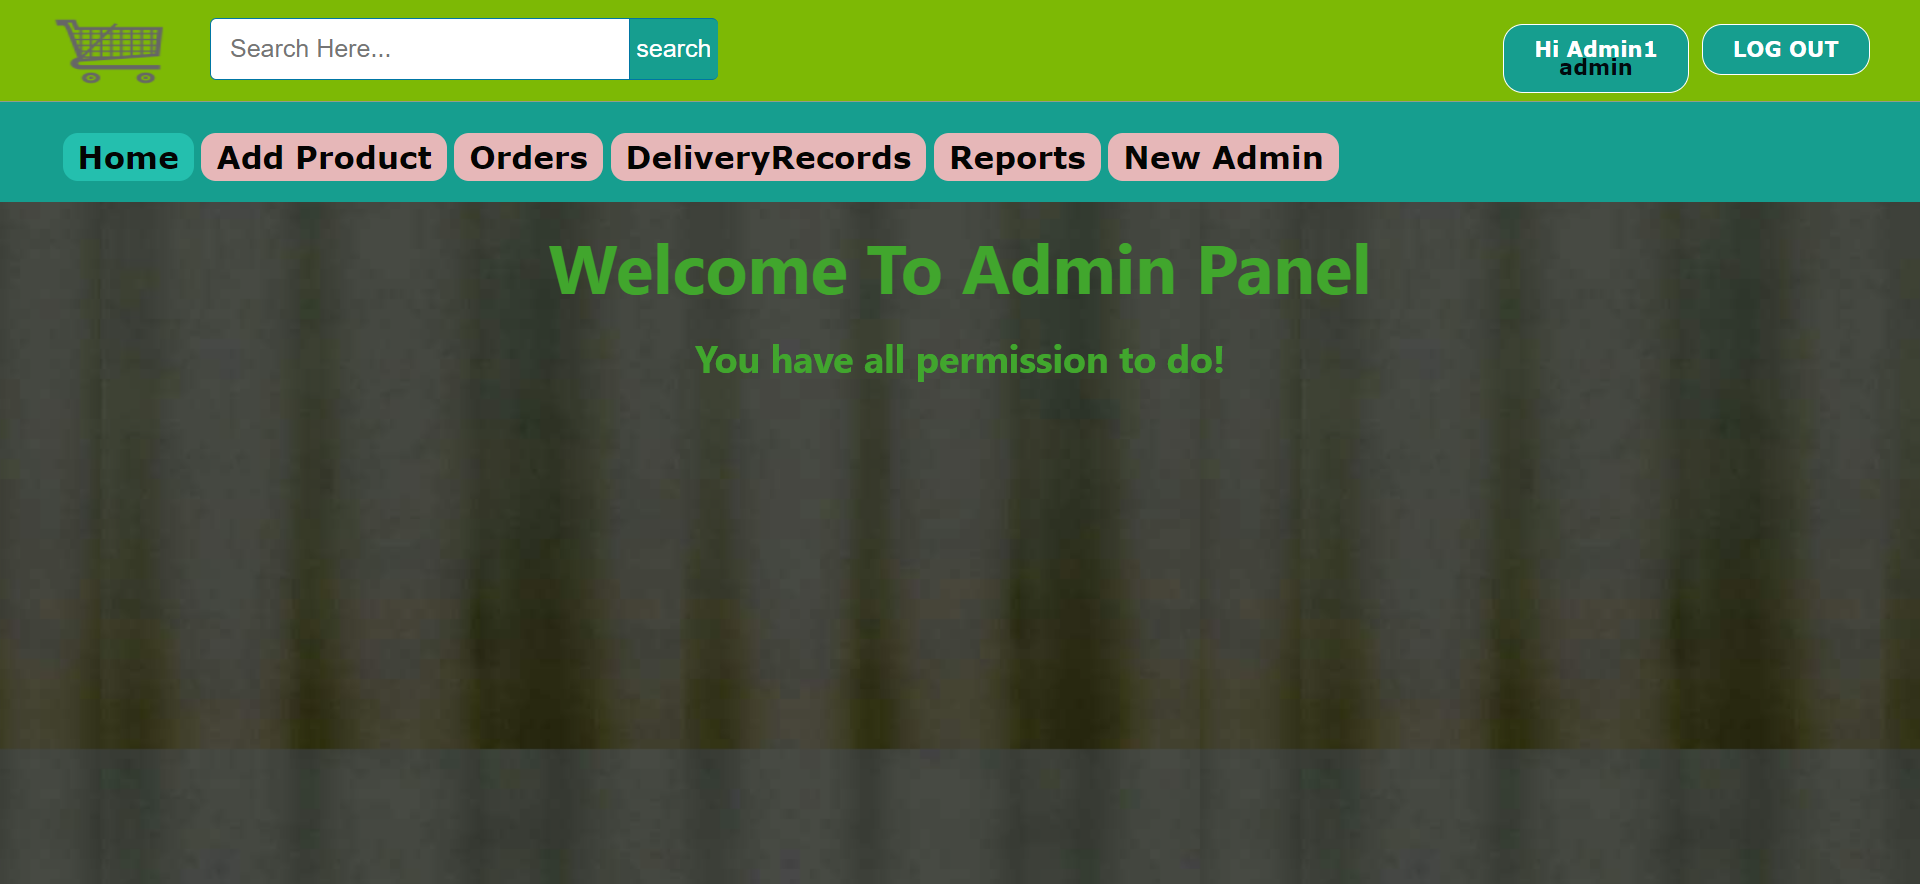 Search Here...
search
Hi Admin1
admin
LOG OUT
Home
Add Product
Orders
DeliveryRecords
Reports
New Admin
Welcome To Admin Panel
You have all permission to do!